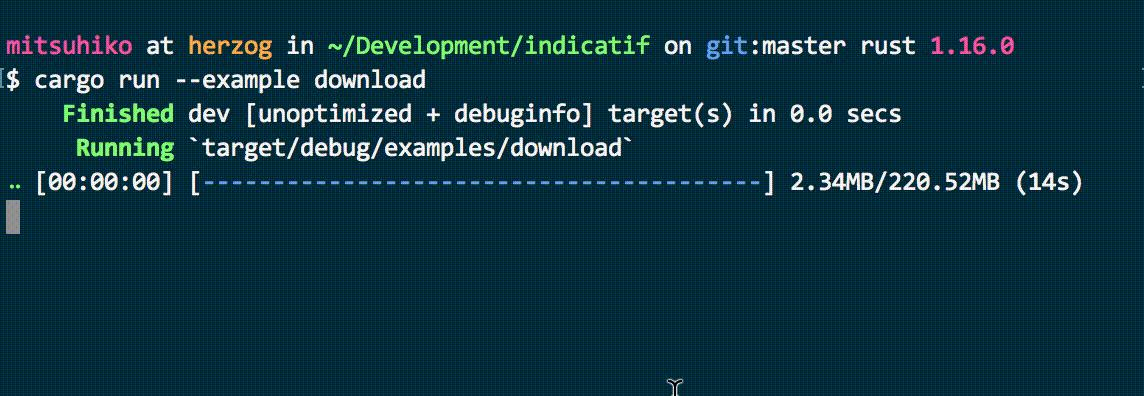 mitsuhiko at herzog in ~/Development/indicatif on git:master rust 1.16.0
$ cargo run --example download
Finished dev [unoptimized + debuginfo] target(s) in 0.0 secs
Running `target/debug/examples/download`
⠤ [00:00:00] [----------------------------------------] 2.34MB/220.52MB (14s)